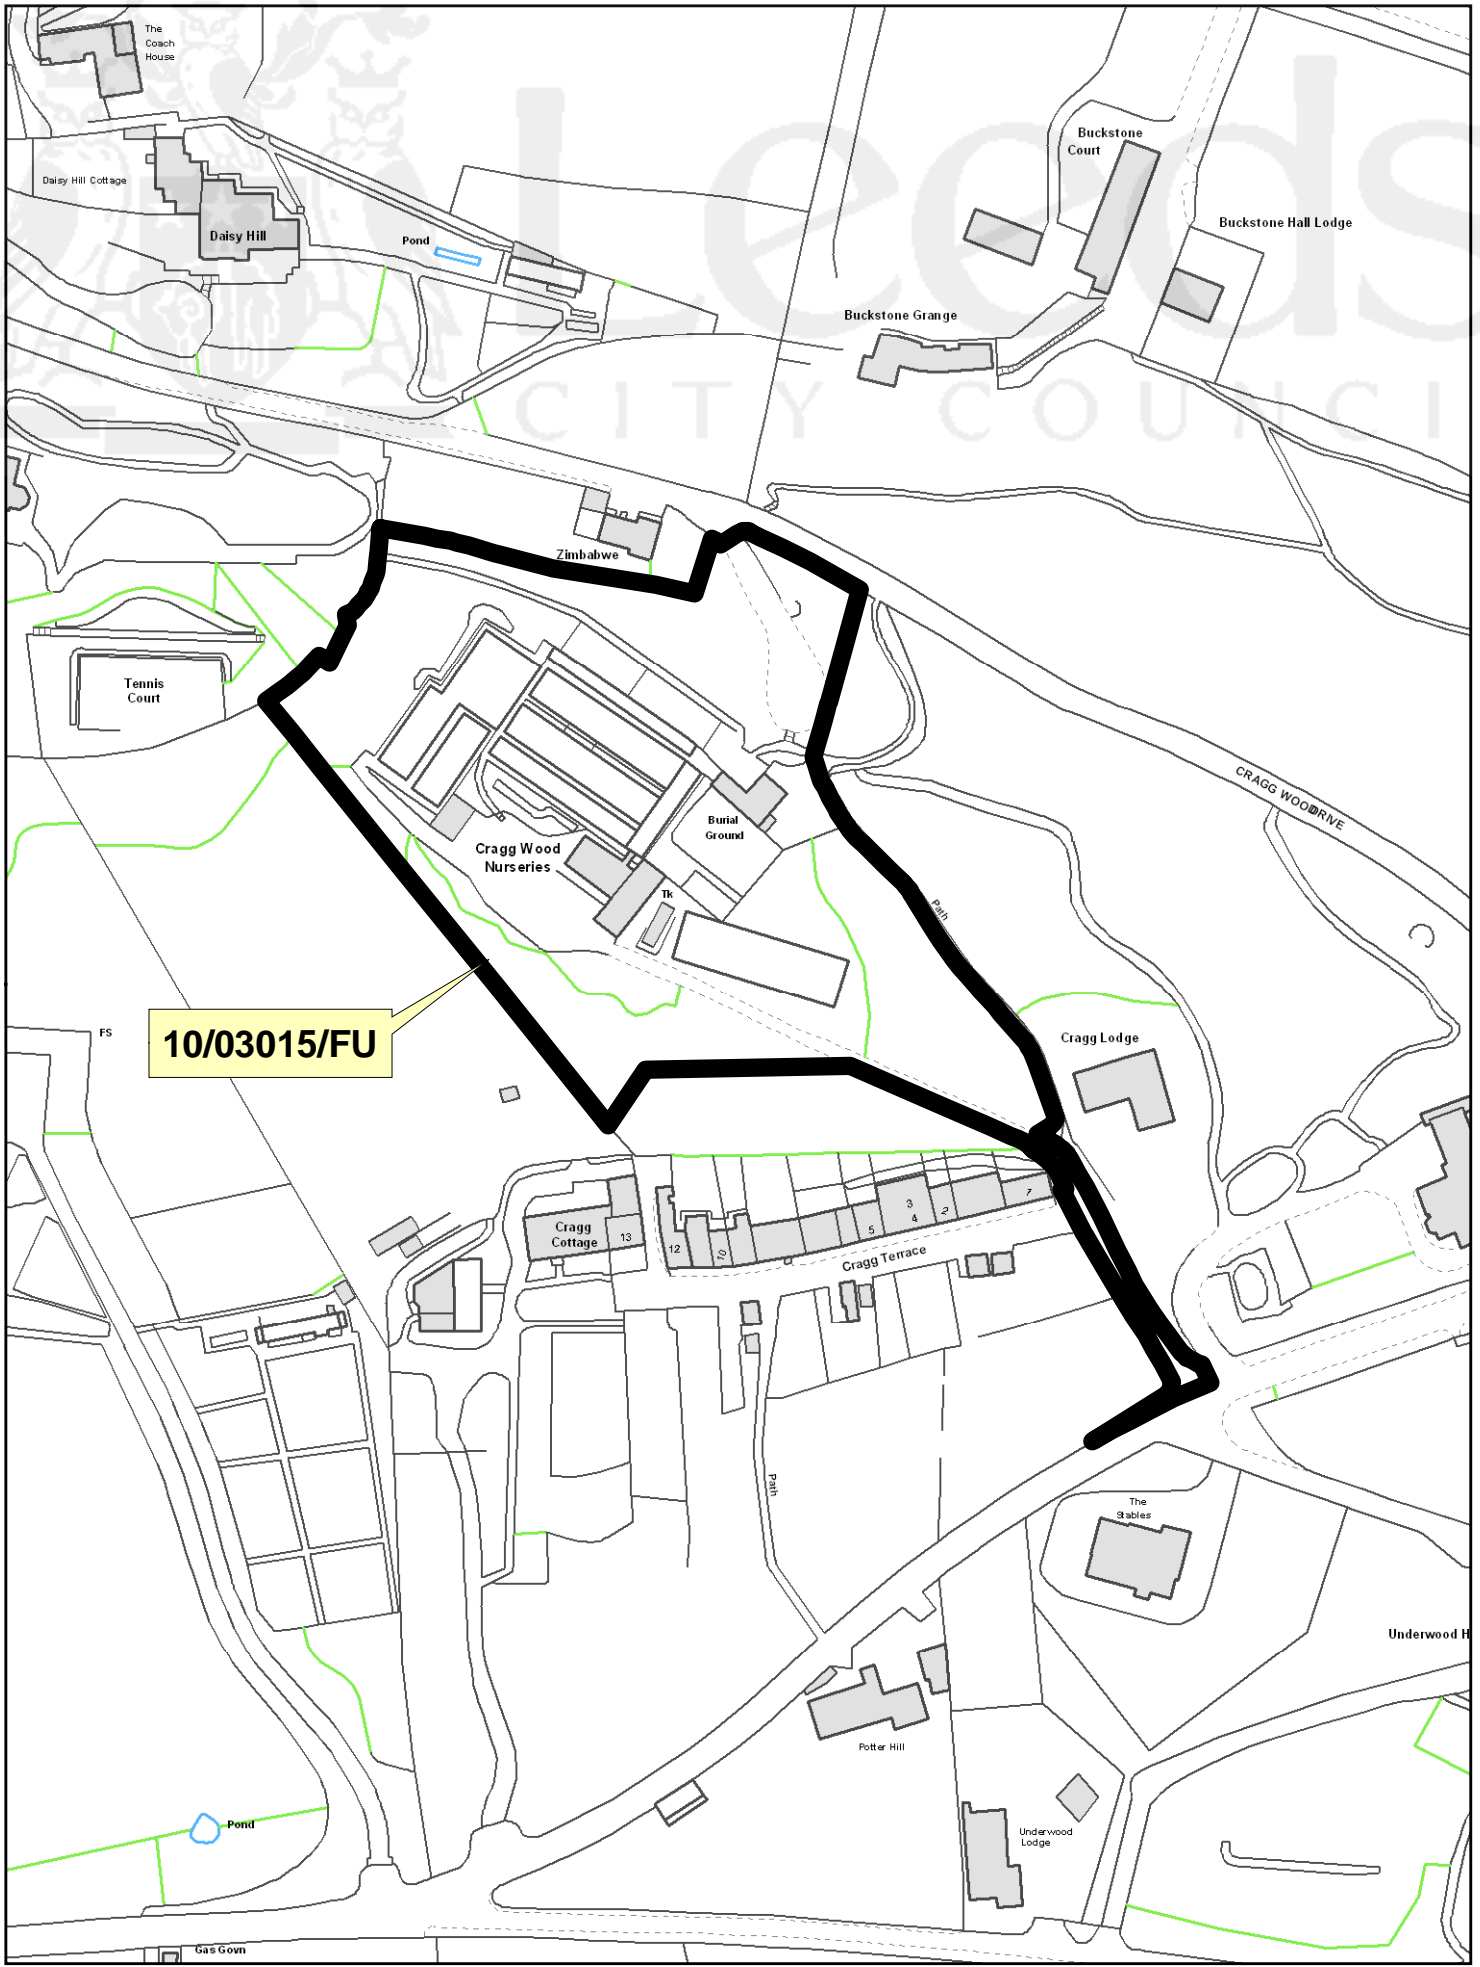 The
Coach
House
Leeds
CITY COUNCI
Buckstone
Court
Daisy Hill Cottage
Buckstone Hall Lodge
Daisy Hill
Pond
Buckstone Grange
Zimbabwe
Tennis
Court
CRAGG WOOD DRIVE
Burial
Ground
Cragg Wood
Nurseries
Tk
Path
10/03015/FU
FS
Cragg Lodge
7
3
4
2
5
Cragg
Cottage
13
12
10
Cragg Terrace
Path
The
Stables
Underwood H
Potter Hill
Pond
Underwood
Lodge
Gas Govn